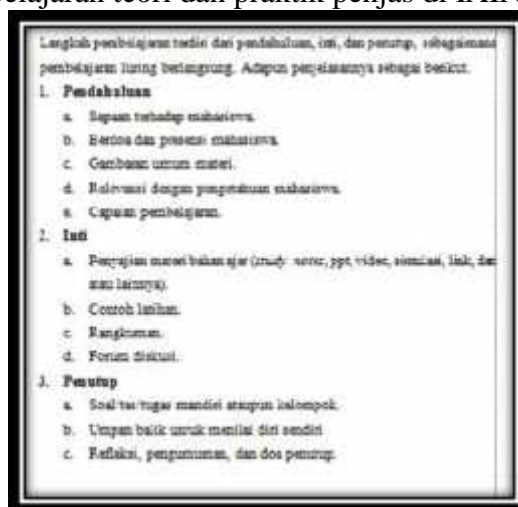 elajaran teori dan praktik penjas di
Langkah pembelajaran terdiri dari pendahuluan, inti, dan penutup, sebagaimana
pembelajaran luring berlangsung. Adapun penjelasannya sebagai berikut.
1. Pendahuluan
a. Sapaan terhadap mahasiswa.
b. Berdoa dan presensi mahasiswa.
c. Gambaran umum materi.
d. Relevansi dengan pengetahuan mahasiswa.
e. Capaian pembelajaran.
2. Inti
a. Penyajian materi bahan ajar (study note, ppt, video, simulasi, link, dan
atau lainnya).
b. Contoh latihan.
c. Rangkuman.
d. Forum diskusi.
3. Penutup
a. Soal tes/tugas mandiri ataupun kelompok.
b. Umpan balik untuk menilai diri sendiri
c. Refleksi, pengumuman, dan doa penutup.